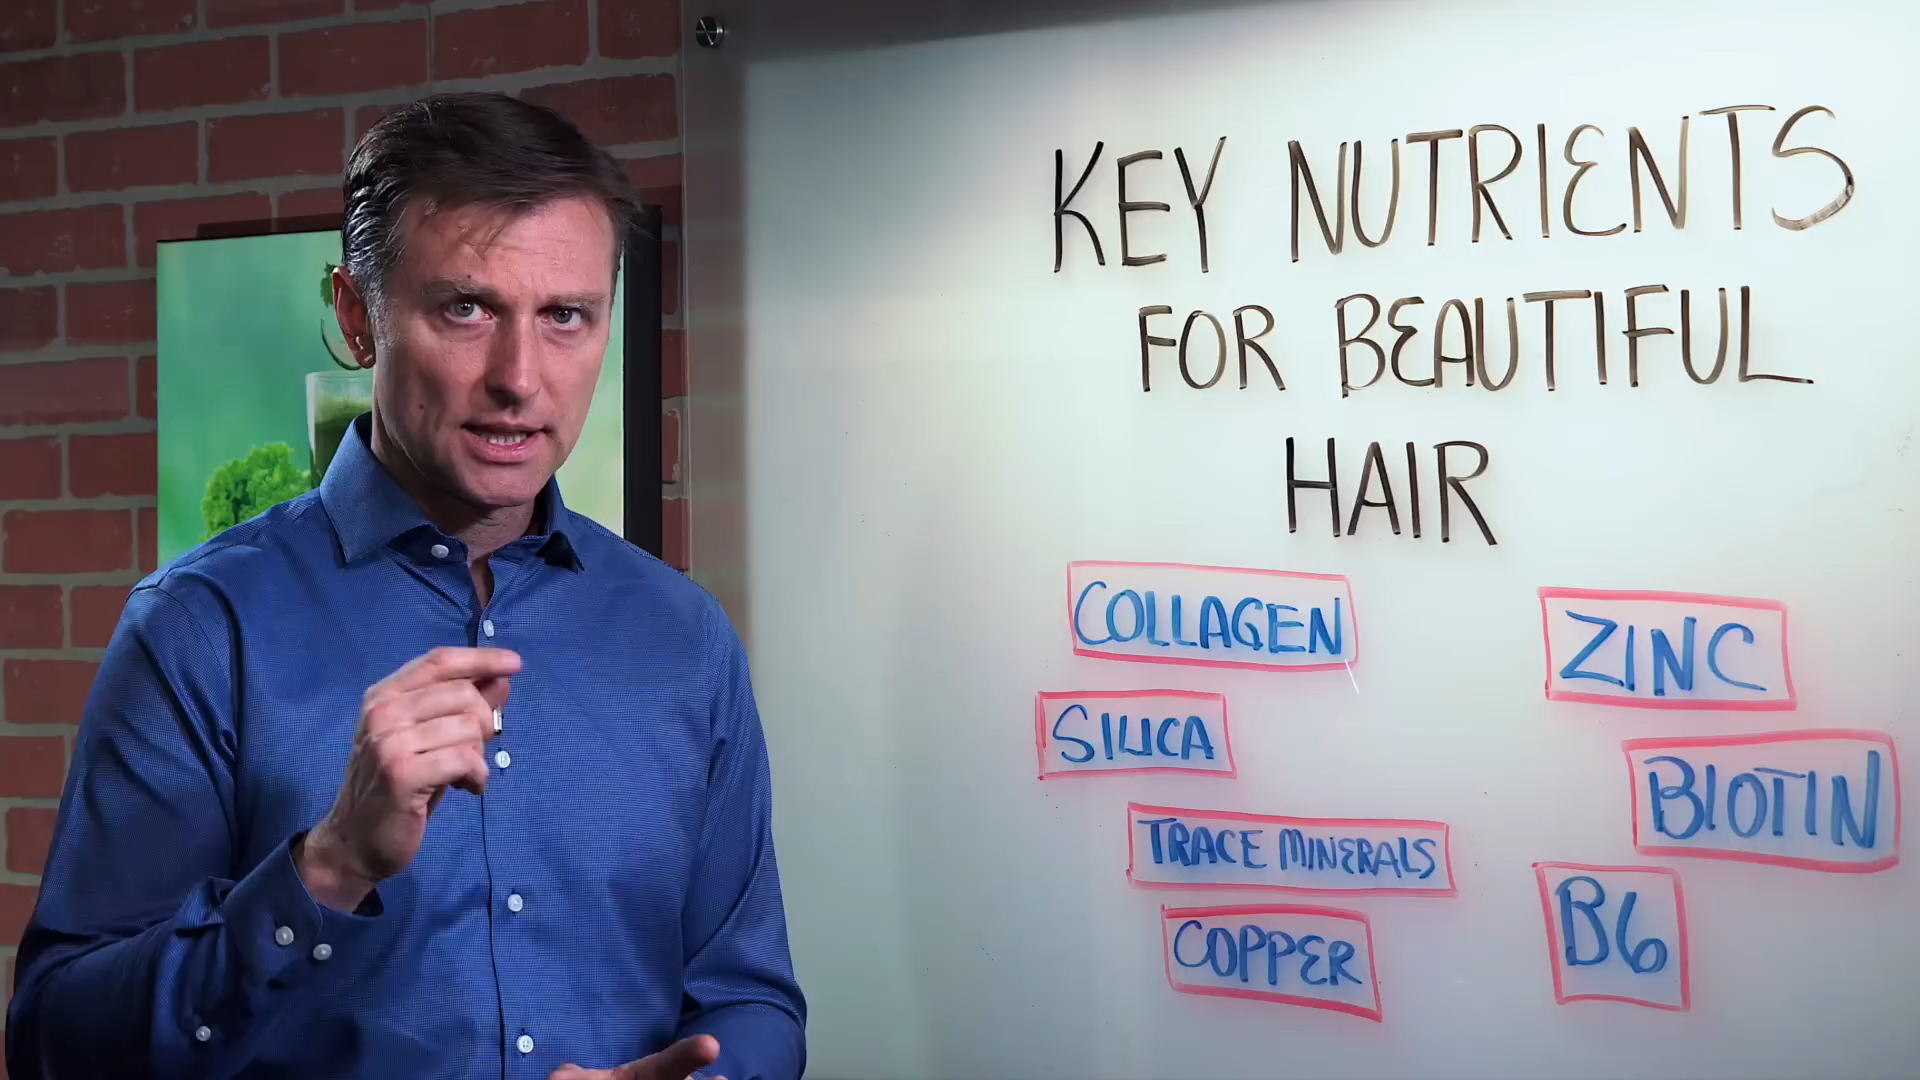 KEY NUTRIENTS
FOR BEAUTIFUL
HAIR
COLLAGEN
SILICA
TRACE MINERALS
COPPER
ZINC
BIOTIN
B6